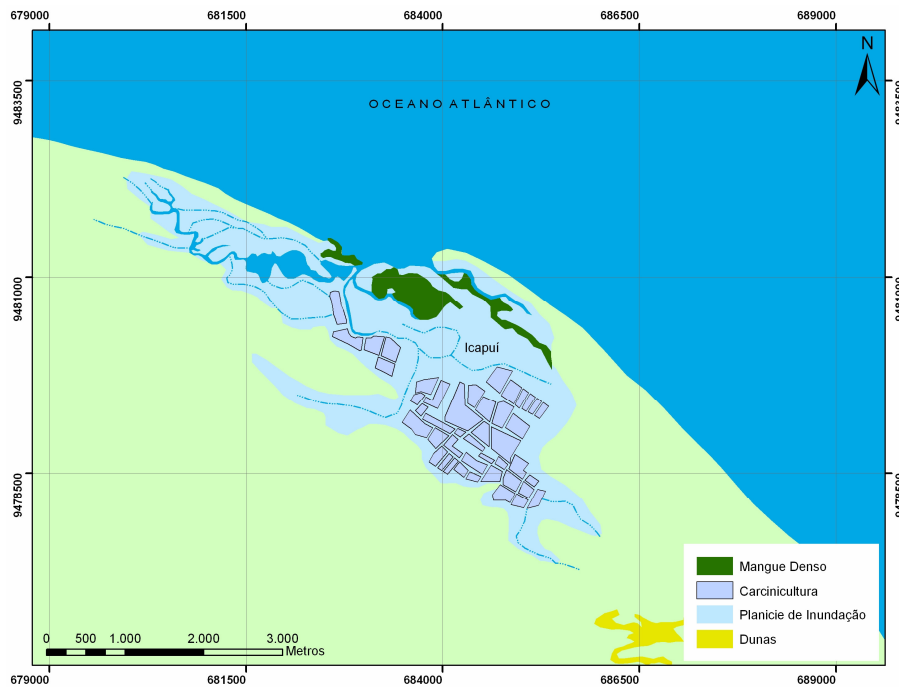 679000 681500 684000 686500 689000
N
9483500 9483500
OCEANO ATLÂNTICO
9481000 9481000
Icapuí
9478500 9478500
Mangue Denso
Carcinicultura
Planicie de Inundação
Dunas
0 500 1.000 2.000 3.000
Metros
679000 681500 684000 686500 689000